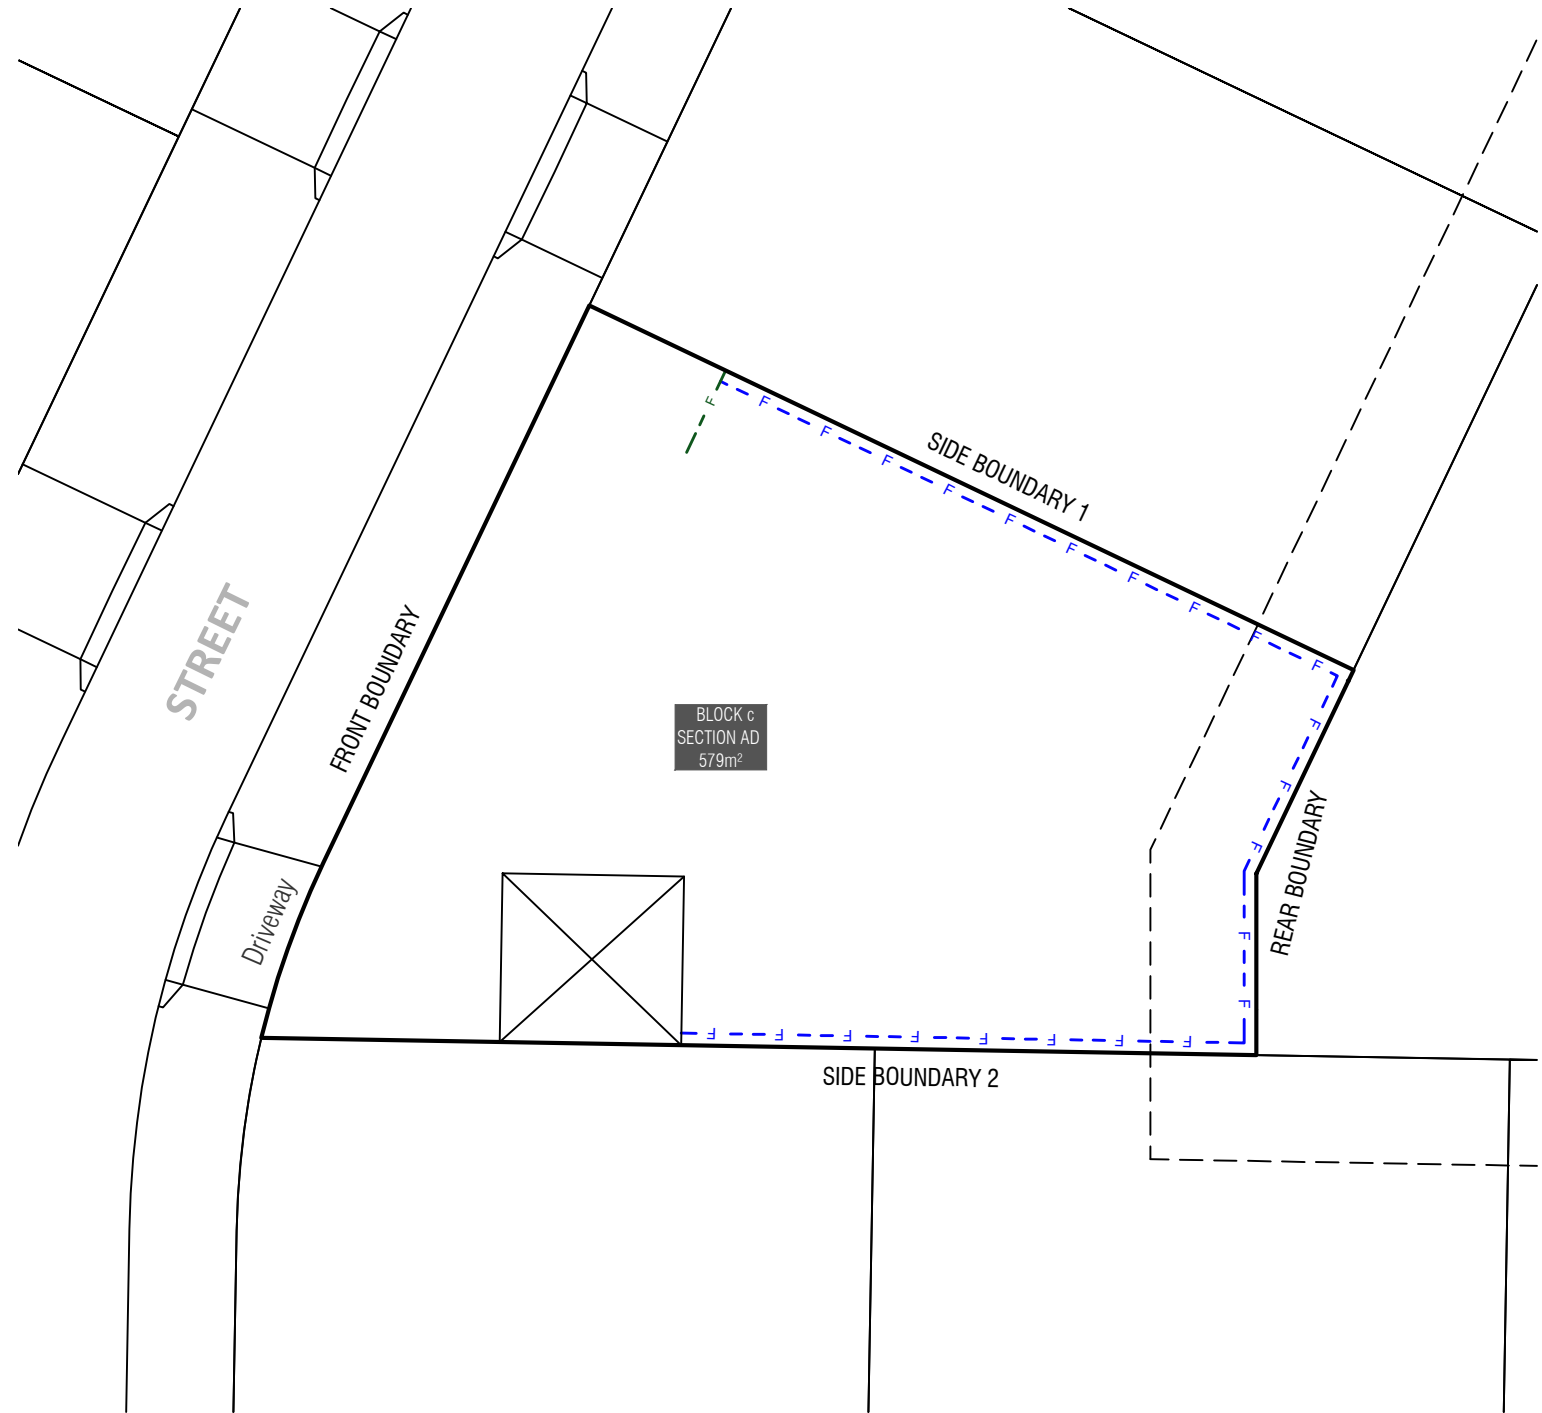 SIDE BOUNDARY 1
F
F F F F F F F F F F
STREET
FRONT BOUNDARY
BLOCK c
SECTION AD
579m²
F
F
F
REAR BOUNDARY
Driveway
F
F
F F F F F F F F
SIDE BOUNDARY 2